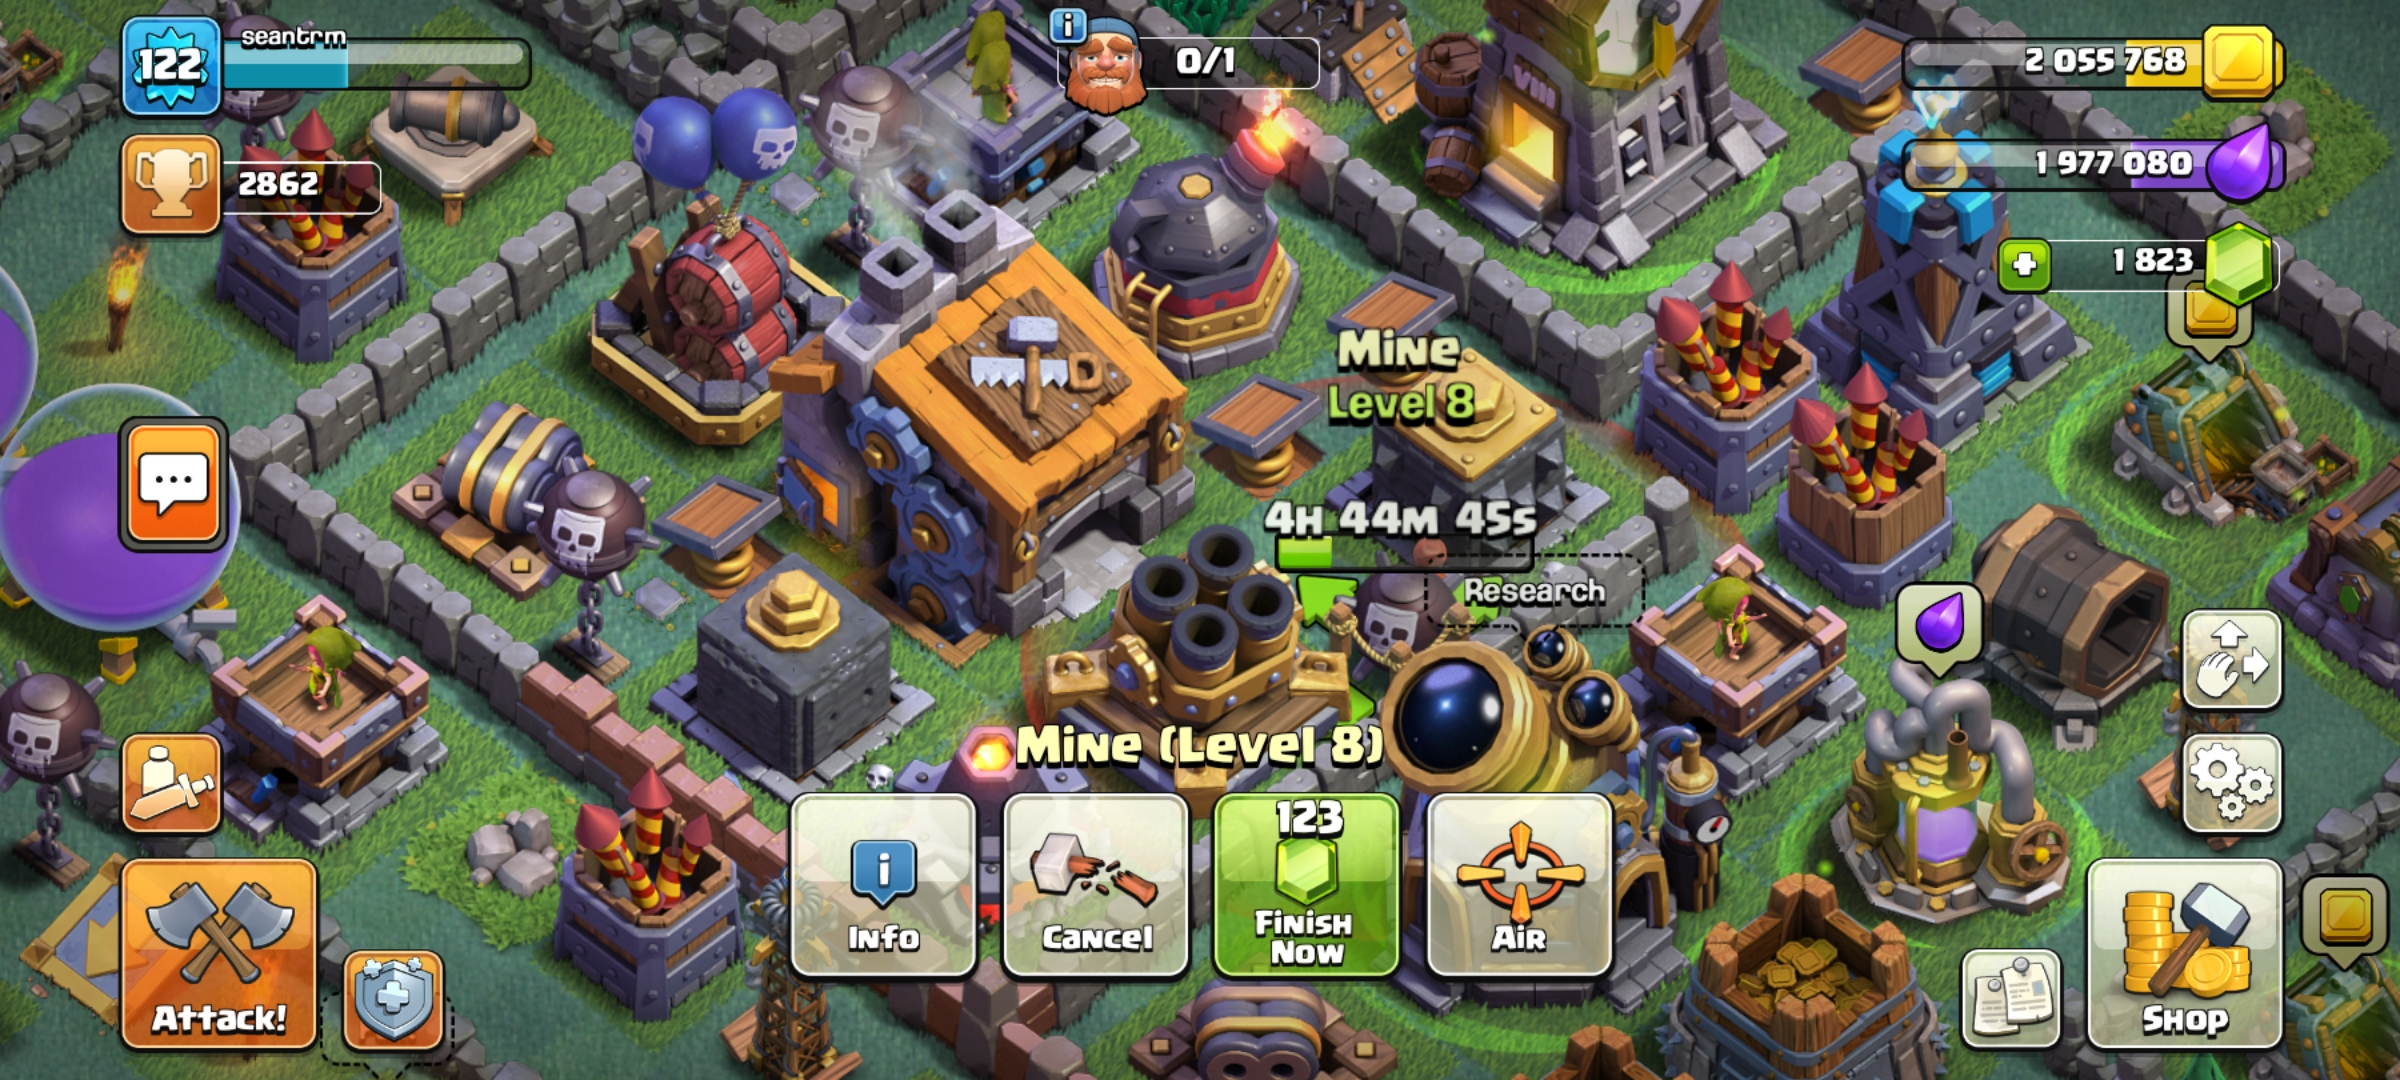 122
seantrm
0/1
2 055 768
2862
VIII
1 977 080
1 823
Mine
Level 8
4H 44M 45s
Research
Mine (Level 8)
Info
Cancel
123
Finish
Now
Air
Attack!
Shop